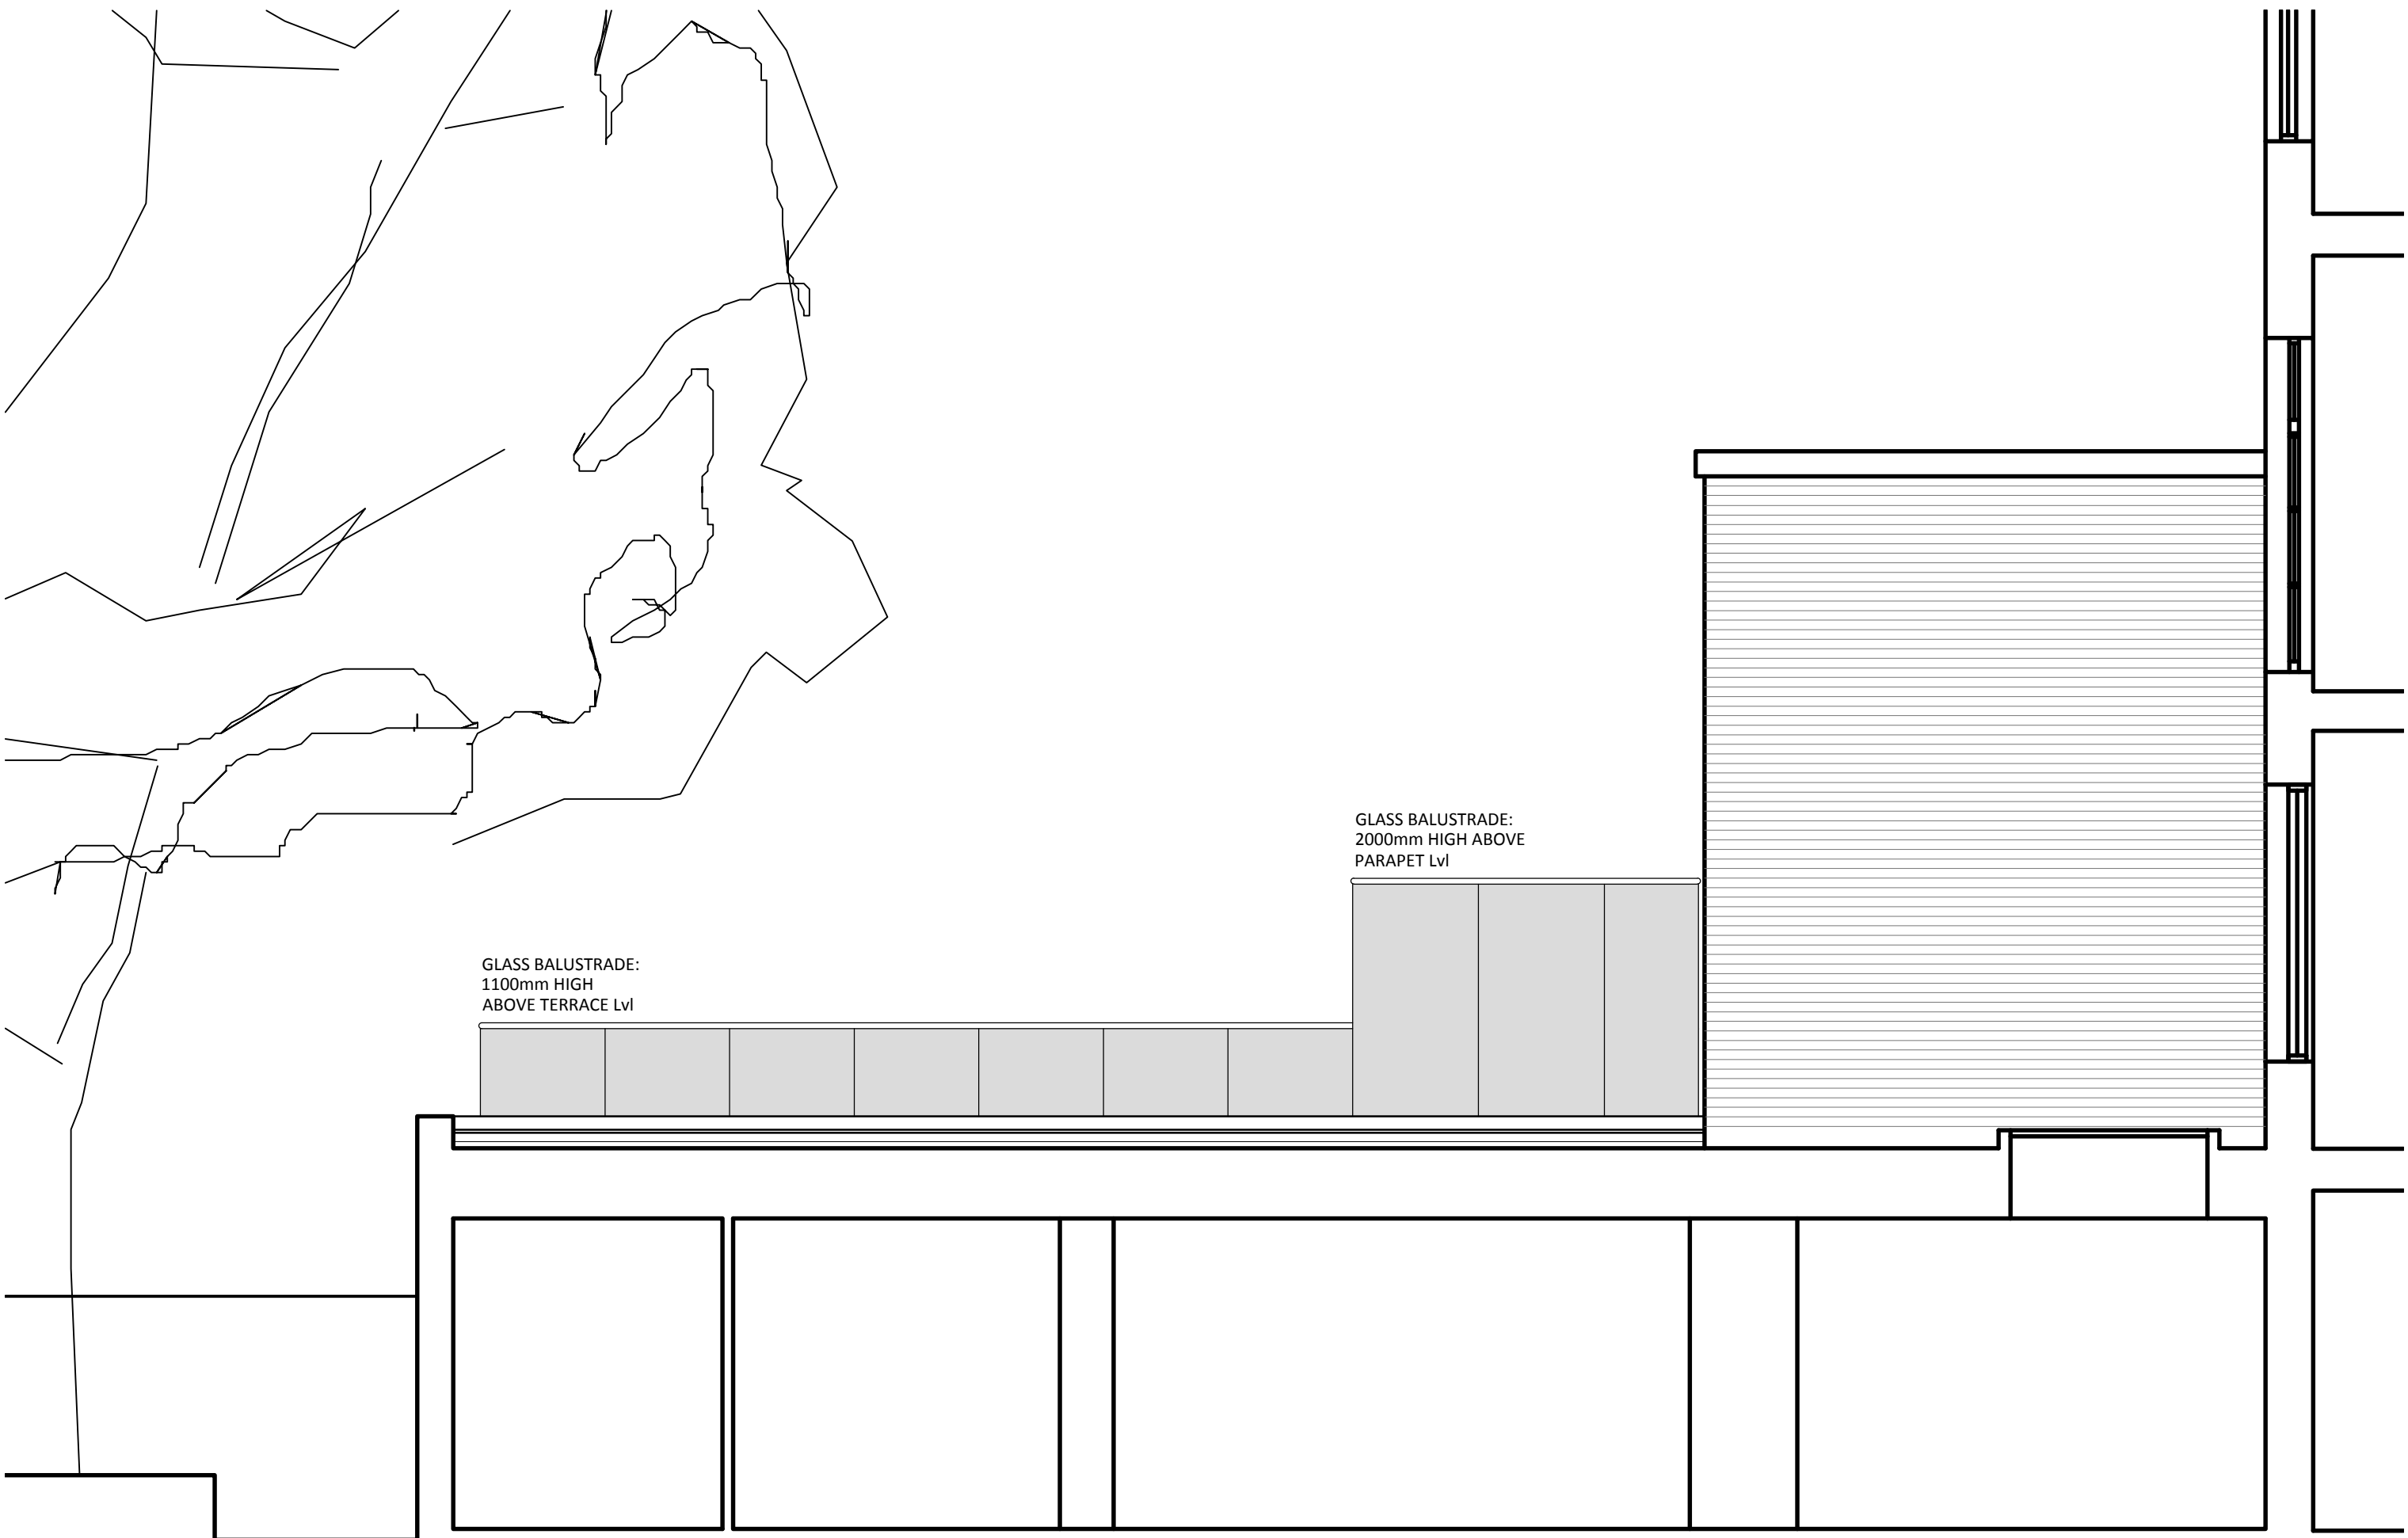 GLASS BALUSTRADE:
2000mm HIGH ABOVE
PARAPET Lvl
GLASS BALUSTRADE:
1100mm HIGH
ABOVE TERRACE Lvl